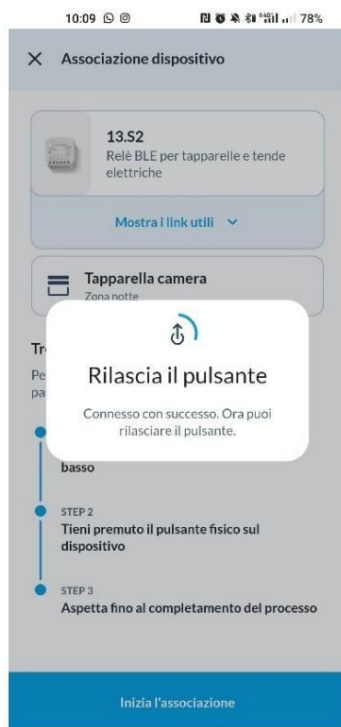 10:09 78%
Associazione dispositivo
13.S2
Relè BLE per tapparelle e tende
elettriche
Mostra i link utili
Tapparella camera
Zona notte
Tr
Pe
pa
Rilascia il pulsante
Connesso con successo. Ora puoi
rilasciare il pulsante.
basso
STEP 2
Tieni premuto il pulsante fisico sul
dispositivo
STEP 3
Aspetta fino al completamento del processo
Inizia l'associazione